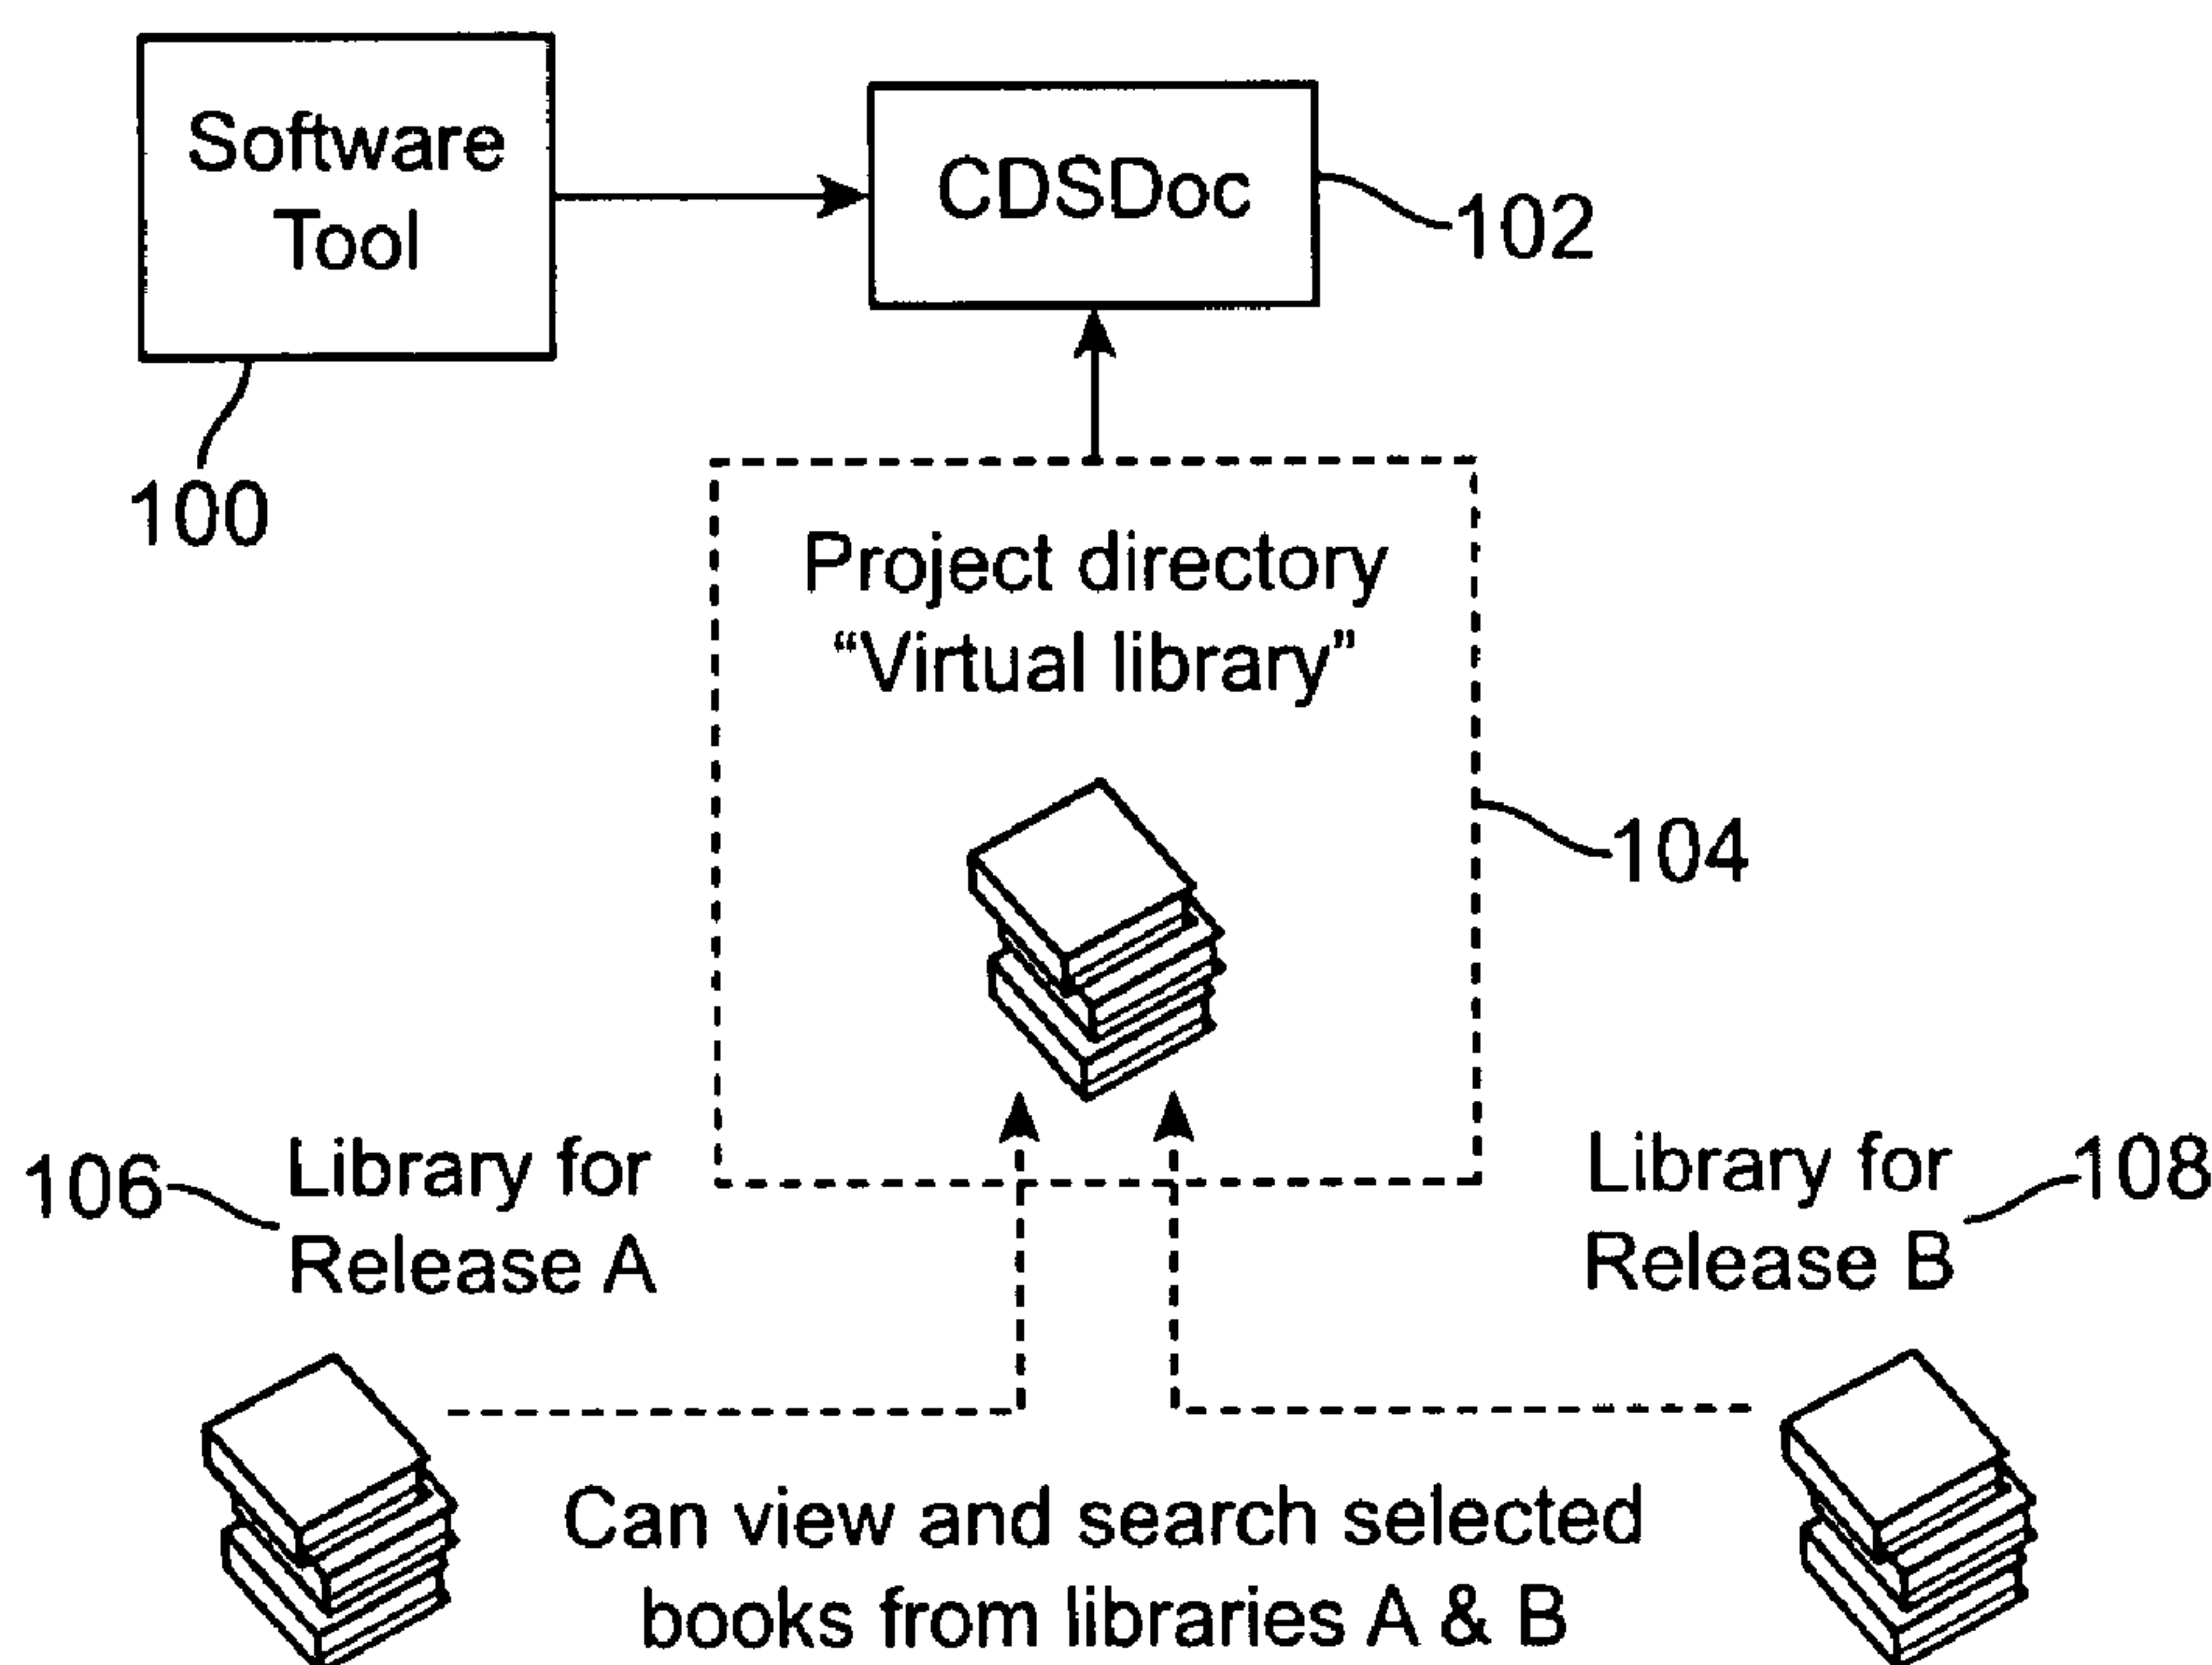 Software
Tool
CDSDoc
102
100
Project directory
“Virtual library”
104
106
Library for
Release A
Library for
Release B
108
Can view and search selected
books from libraries A & B